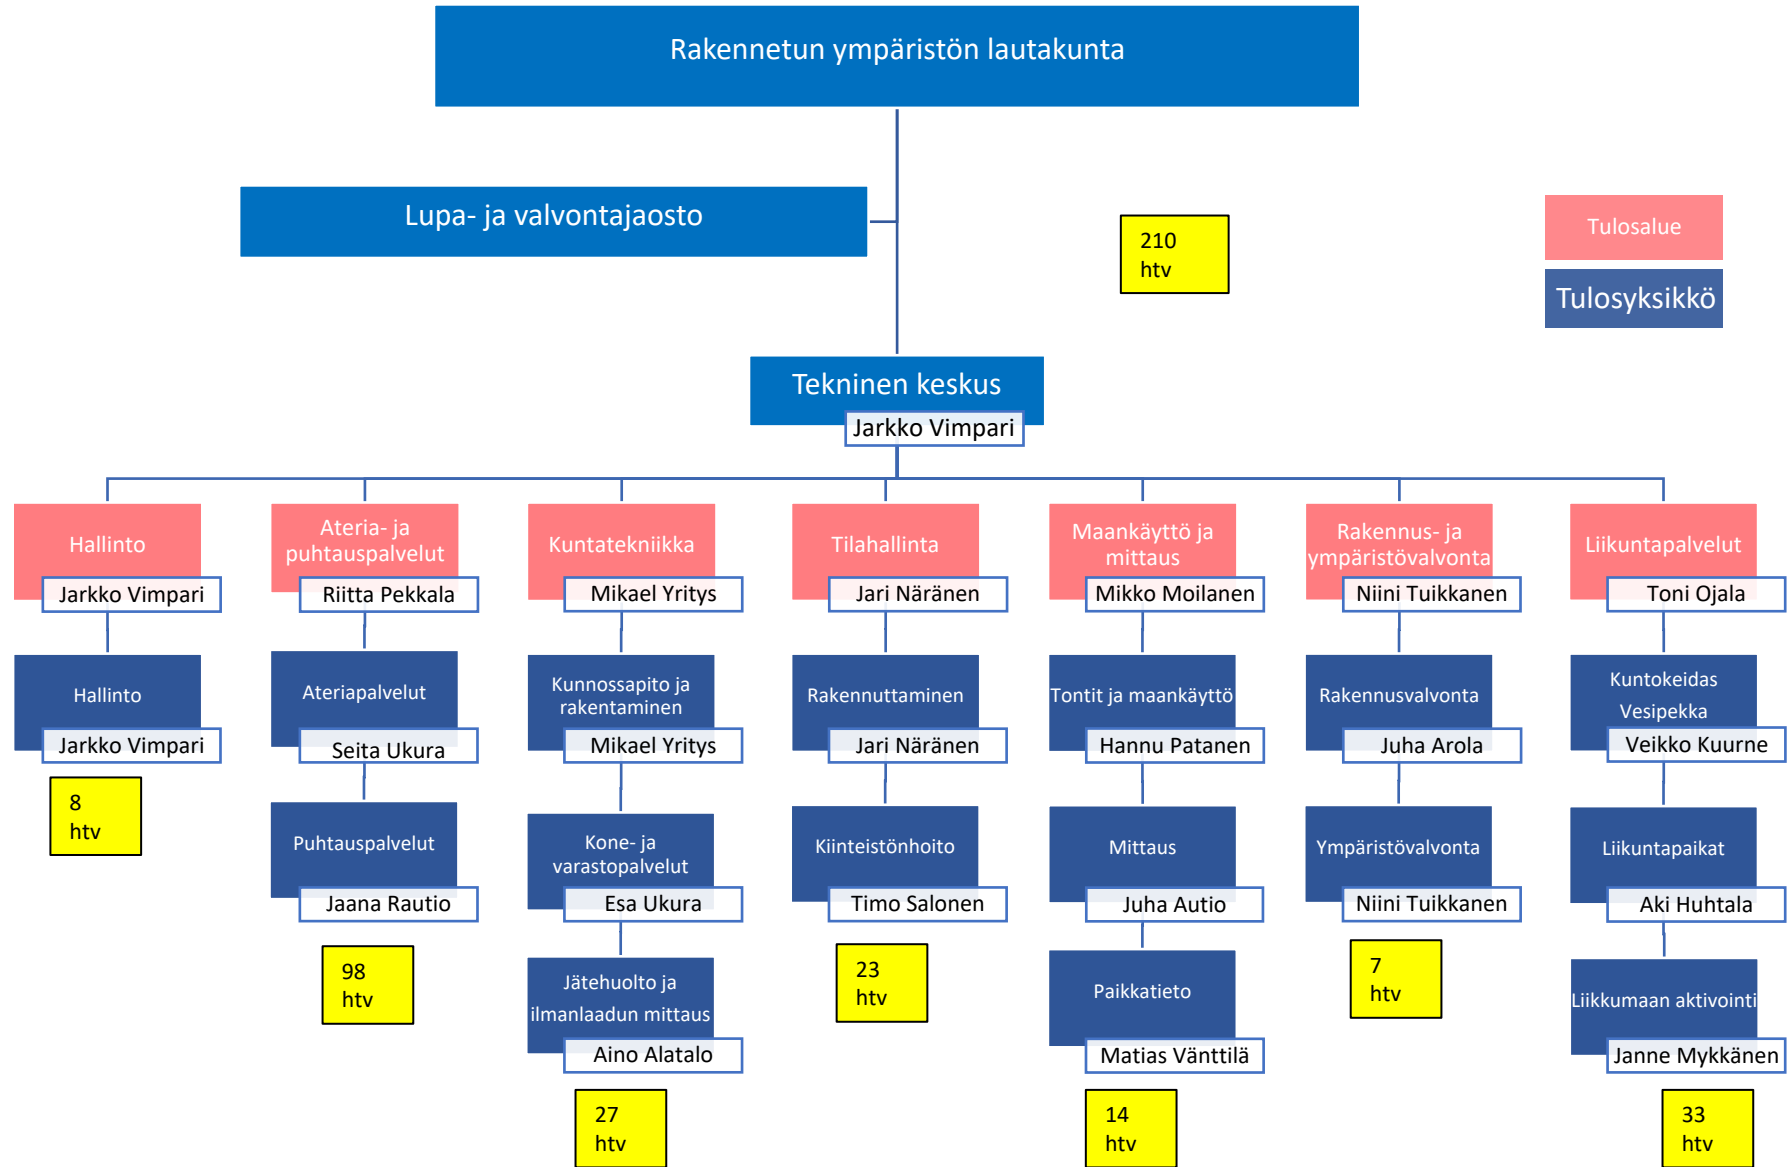 Rakennetun ympäristön lautakunta
Lupa- ja valvontajaosto
210
htv
Tulosalue
Tulosyksikkö
Tekninen keskus
Jarkko Vimpari
Hallinto
Jarkko Vimpari
Ateria- ja
puhtauspalvelut
Riitta Pekkala
Kuntatekniikka
Mikael Yritys
Tilahallinta
Jari Näränen
Maankäyttö ja
mittaus
Mikko Moilanen
Rakennus- ja
ympäristövalvonta
Niini Tuikkanen
Liikuntapalvelut
Toni Ojala
Hallinto
Jarkko Vimpari
Ateriapalvelut
Seita Ukura
Kunnossapito ja
rakentaminen
Mikael Yritys
Rakennuttaminen
Jari Näränen
Tontit ja maankäyttö
Hannu Patanen
Rakennusvalvonta
Juha Arola
Kuntokeidas
Vesipekka
Veikko Kuurne
8
htv
Puhtauspalvelut
Jaana Rautio
Kone- ja
varastopalvelut
Esa Ukura
Kiinteistönhoito
Timo Salonen
Mittaus
Juha Autio
Ympäristövalvonta
Niini Tuikkanen
Liikuntapaikat
Aki Huhtala
98
htv
Jätehuolto ja
ilmanlaadun mittaus
Aino Alatalo
23
htv
Paikkatieto
Matias Vänttilä
7
htv
Liikkumaan aktivointi
Janne Mykkänen
27
htv
14
htv
33
htv